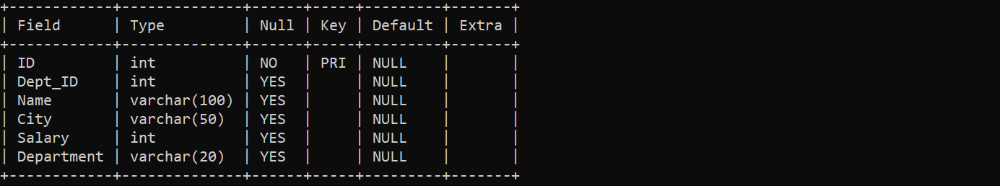 +------------+--------------+------+-----+---------+-------+
| Field      | Type         | Null | Key | Default | Extra |
+------------+--------------+------+-----+---------+-------+
| ID         | int          | NO   | PRI | NULL    |       |
| Dept_ID    | int          | YES  |     | NULL    |       |
| Name       | varchar(100) | YES  |     | NULL    |       |
| City       | varchar(50)  | YES  |     | NULL    |       |
| Salary     | int          | YES  |     | NULL    |       |
| Department | varchar(20)  | YES  |     | NULL    |       |
+------------+--------------+------+-----+---------+-------+